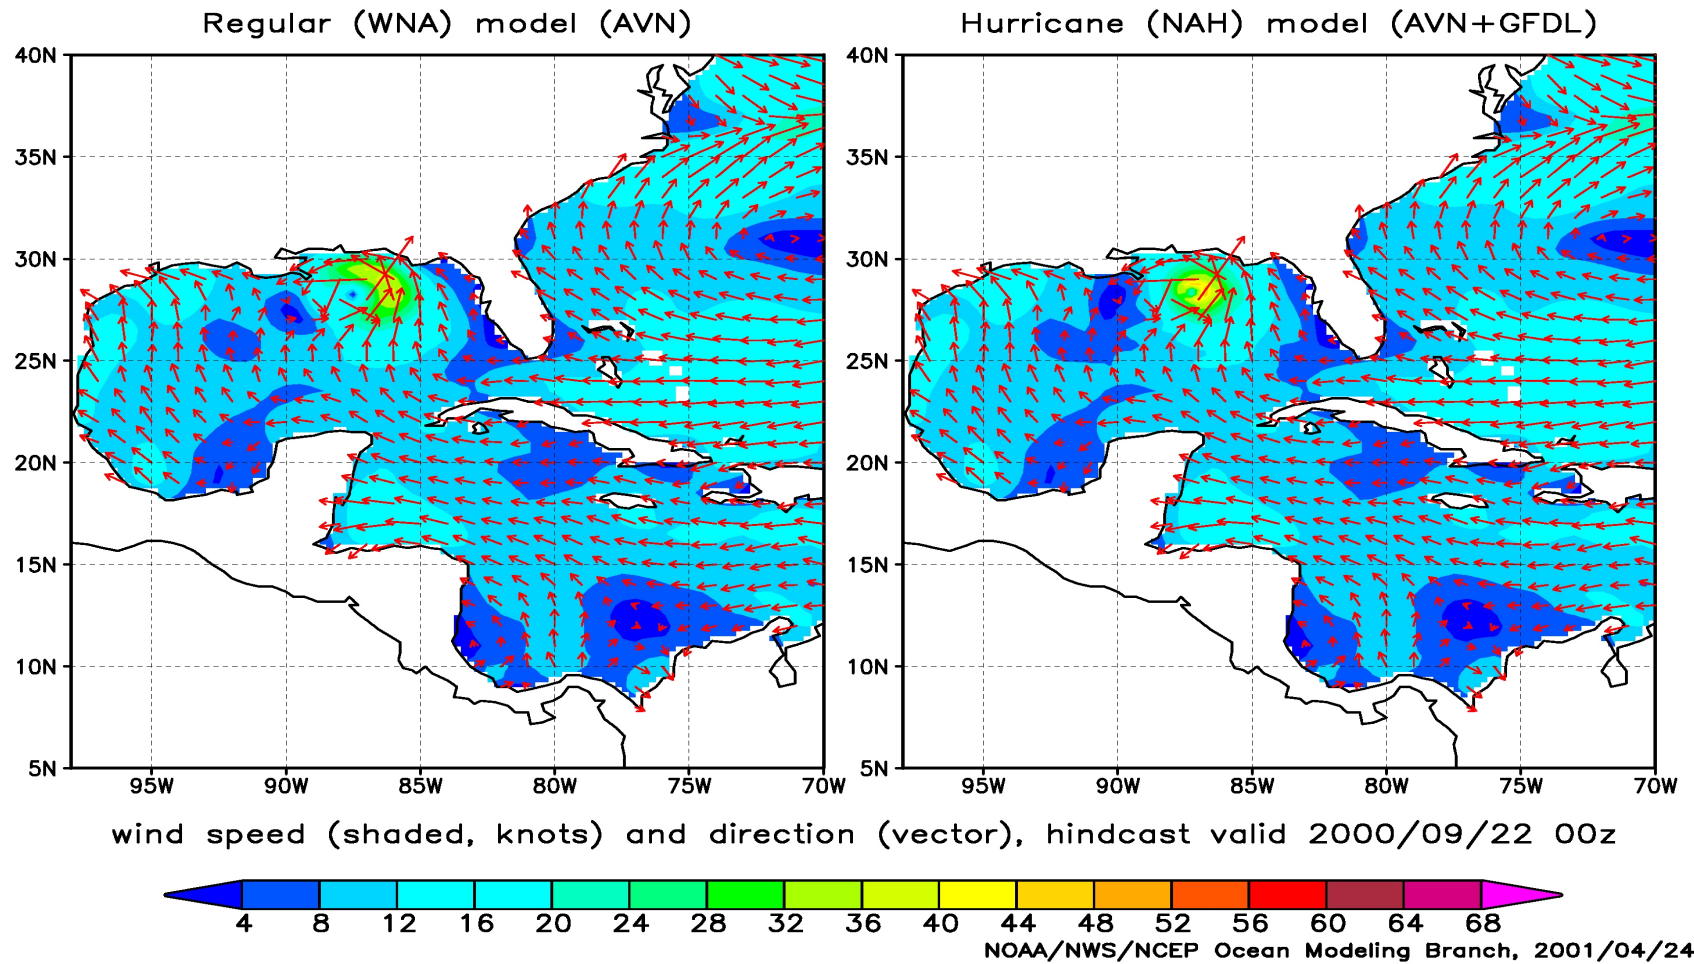 Regular (WNA) model (AVN)
Hurricane (NAH) model (AVN+GFDL)
40N
35N
30N
25N
20N
15N
10N
5N
95W 90W 85W 80W 75W 70W
40N
35N
30N
25N
20N
15N
10N
5N
95W 90W 85W 80W 75W 70W
wind speed (shaded, knots) and direction (vector), hindcast valid 2000/09/22 00z
4 8 12 16 20 24 28 32 36 40 44 48 52 56 60 64 68
NOAA/NWS/NCEP Ocean Modeling Branch, 2001/04/24